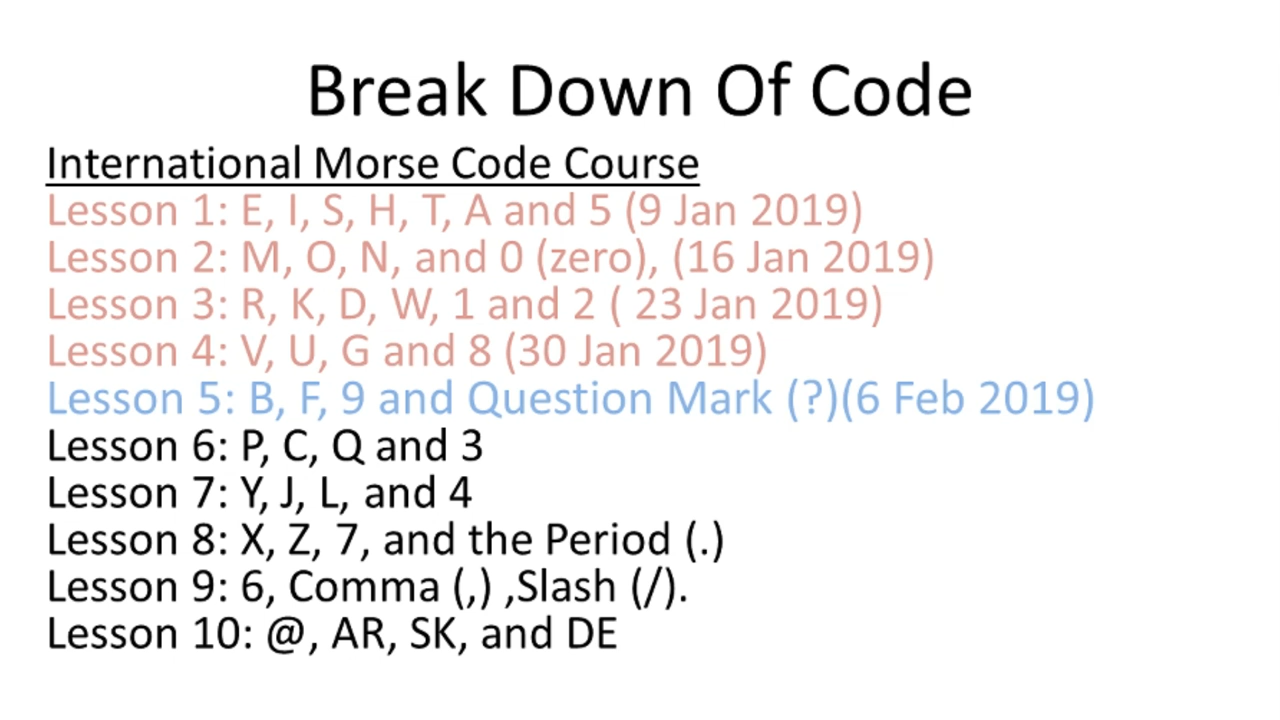 Break Down Of Code
International Morse Code Course
Lesson 1: E, I, S, H, T, A and 5 (9 Jan 2019)
Lesson 2: M, O, N, and 0 (zero), (16 Jan 2019)
Lesson 3: R, K, D, W, 1 and 2 ( 23 Jan 2019)
Lesson 4: V, U, G and 8 (30 Jan 2019)
Lesson 5: B, F, 9 and Question Mark (?)(6 Feb 2019)
Lesson 6: P, C, Q and 3
Lesson 7: Y, J, L, and 4
Lesson 8: X, Z, 7, and the Period (.)
Lesson 9: 6, Comma (,) ,Slash (/).
Lesson 10: @, AR, SK, and DE